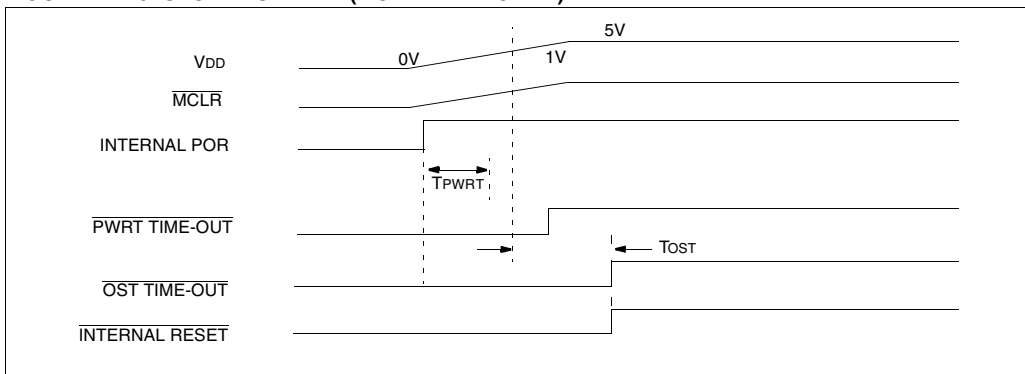 5V
VDD 0V 1V
MCLR
INTERNAL POR
TPWRT
PWRT TIME-OUT
TOST
OST TIME-OUT
INTERNAL RESET